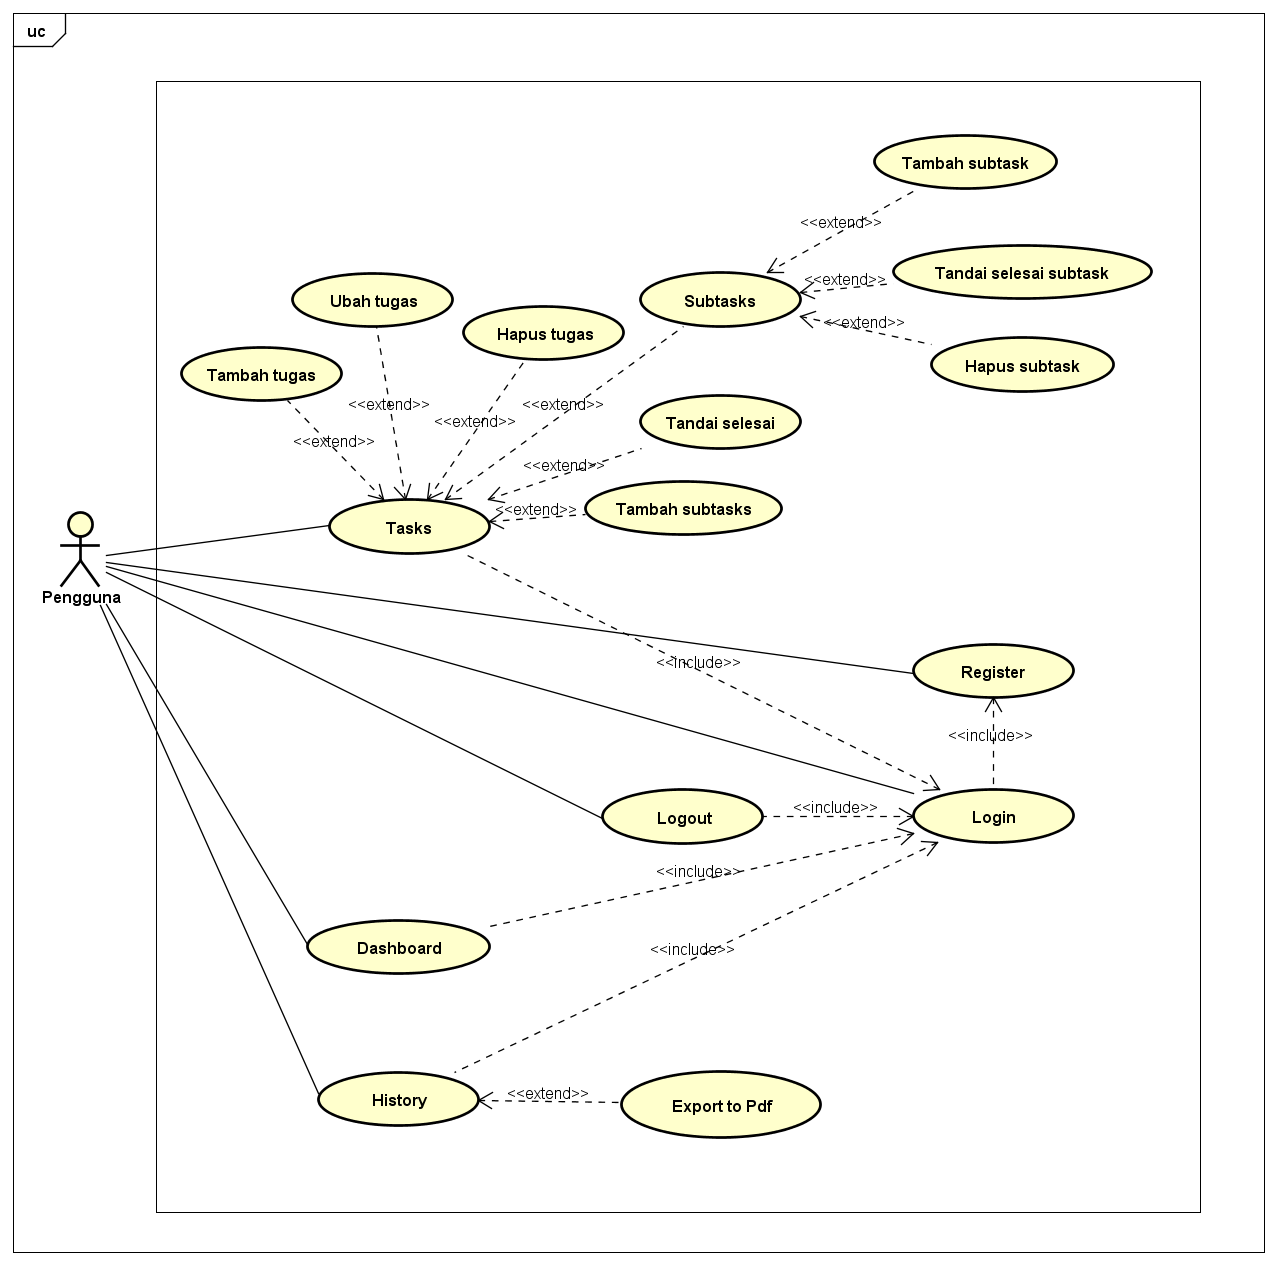 uc
Tambah subtask
<<extend>>
Tandai selesai subtask
<<extend>>
Ubah tugas
Subtasks
<<extend>>
Hapus tugas
Hapus subtask
Tambah tugas
<<extend>>
<<extend>>
<<extend>>
<<extend>>
Tandai selesai
<<extend>>
<<extend>>
Tambah subtasks
<<extend>>
Tasks
Pengguna
<<include>>
Register
<<include>>
<<include>>
Logout
Login
<<include>>
Dashboard
<<include>>
<<extend>>
History
Export to Pdf